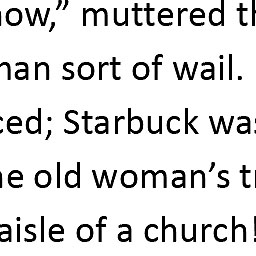 now,” muttered th
man sort of wail.
ced; Starbuck was
he old woman’s tr
aisle of a church!